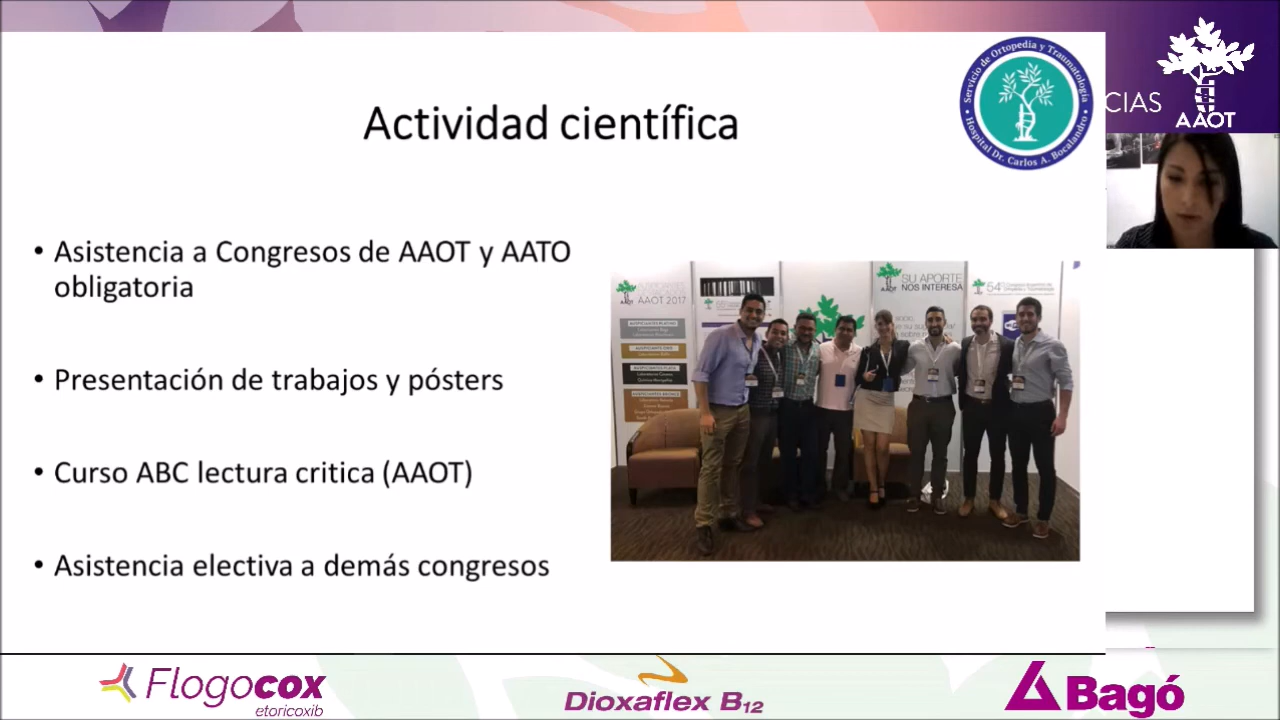 Actividad científica
Servicio de Ortopedia y Traumatología
Hospital Dr. Carlos A. Bocalandro
CIAS
AAOT
• Asistencia a Congresos de AAOT y AATO
obligatoria
• Presentación de trabajos y pósters
• Curso ABC lectura critica (AAOT)
• Asistencia electiva a demás congresos
AAOT 2017
SU APORTE
NOS INTERESA
54
Flogocox
etoricoxib
Dioxaflex B12
Bagó